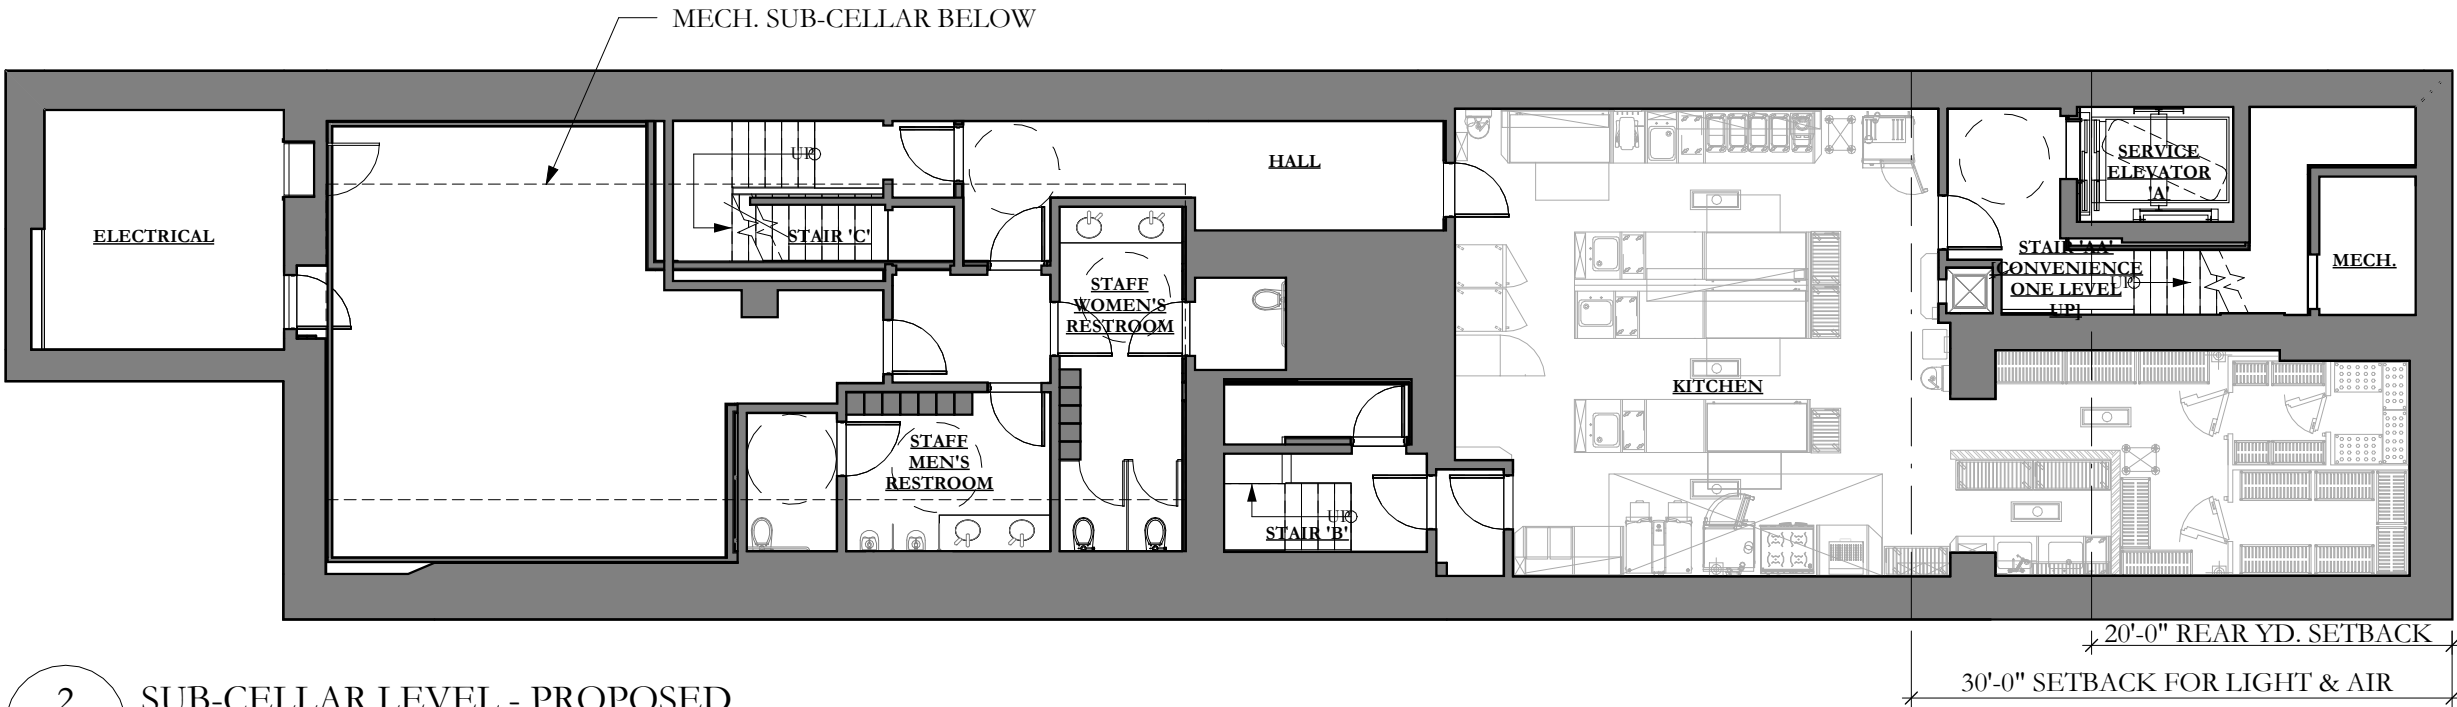 MECH. SUB-CELLAR BELOW
ELECTRICAL
UP
STAIR 'C'
HALL
STAFF
WOMEN'S
RESTROOM
STAFF
MEN'S
RESTROOM
UP
STAIR 'B'
KITCHEN
SERVICE
ELEVATOR
'A'
STAIR 'AA'
[CONVENIENCE
ONE LEVEL
UP]
UP
MECH.
20'-0" REAR YD. SETBACK
30'-0" SETBACK FOR LIGHT & AIR
2
SUB-CELLAR LEVEL - PROPOSED